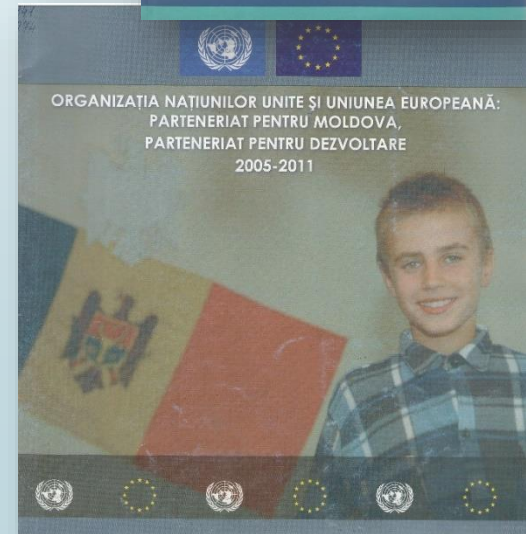 ORGANIZAȚIA NAȚIUNILOR UNITE ȘI UNIUNEA EUROPEANĂ:
PARTENERIAT PENTRU MOLDOVA,
PARTENERIAT PENTRU DEZVOLTARE
2005-2011